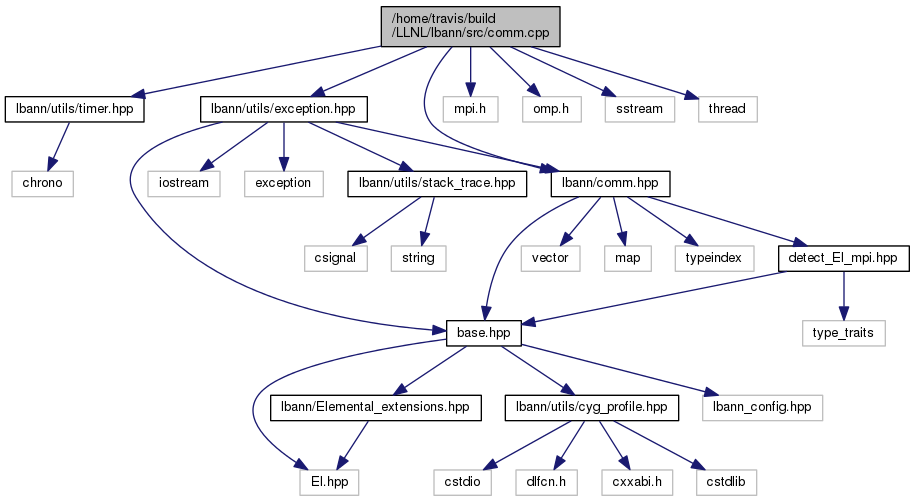 /home/travis/build
/LLNL/lbann/src/comm.cpp
lbann/utils/timer.hpp
lbann/utils/exception.hpp
mpi.h
omp.h
sstream
thread
chrono
iostream
exception
lbann/utils/stack_trace.hpp
lbann/comm.hpp
csignal
string
vector
map
typeindex
detect_El_mpi.hpp
base.hpp
type_traits
lbann/Elemental_extensions.hpp
lbann/utils/cyg_profile.hpp
lbann_config.hpp
El.hpp
cstdio
dlfcn.h
cxxabi.h
cstdlib